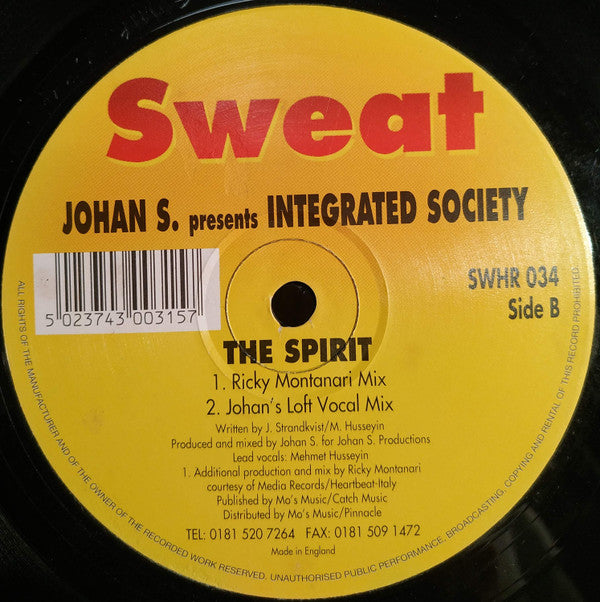 Sweat
JOHAN S. presents INTEGRATED SOCIETY
5 023743 003157
SWHR 034
Side B
THE SPIRIT
1. Ricky Montanari Mix
2. Johan's Loft Vocal Mix
Written by J. Strandkvist/M. Husseyin
Produced and mixed by Johan S. for Johan S. Productions
Lead vocals: Mehmet Husseyin
1. Additional production and mix by Ricky Montanari
courtesy of Media Records/Heartbeat-Italy
Published by Mo's Music/Catch Music
Distributed by Mo's Music/Pinnacle
TEL: 0181 520 7264 FAX: 0181 509 1472
Made in England
ALL RIGHTS OF THE MANUFACTURER AND OF THE OWNER OF THE RECORDED WORK RESERVED. UNAUTHORISED PUBLIC PERFORMANCE, BROADCASTING, COPYING AND RENTAL OF THIS RECORD PROHIBITED.